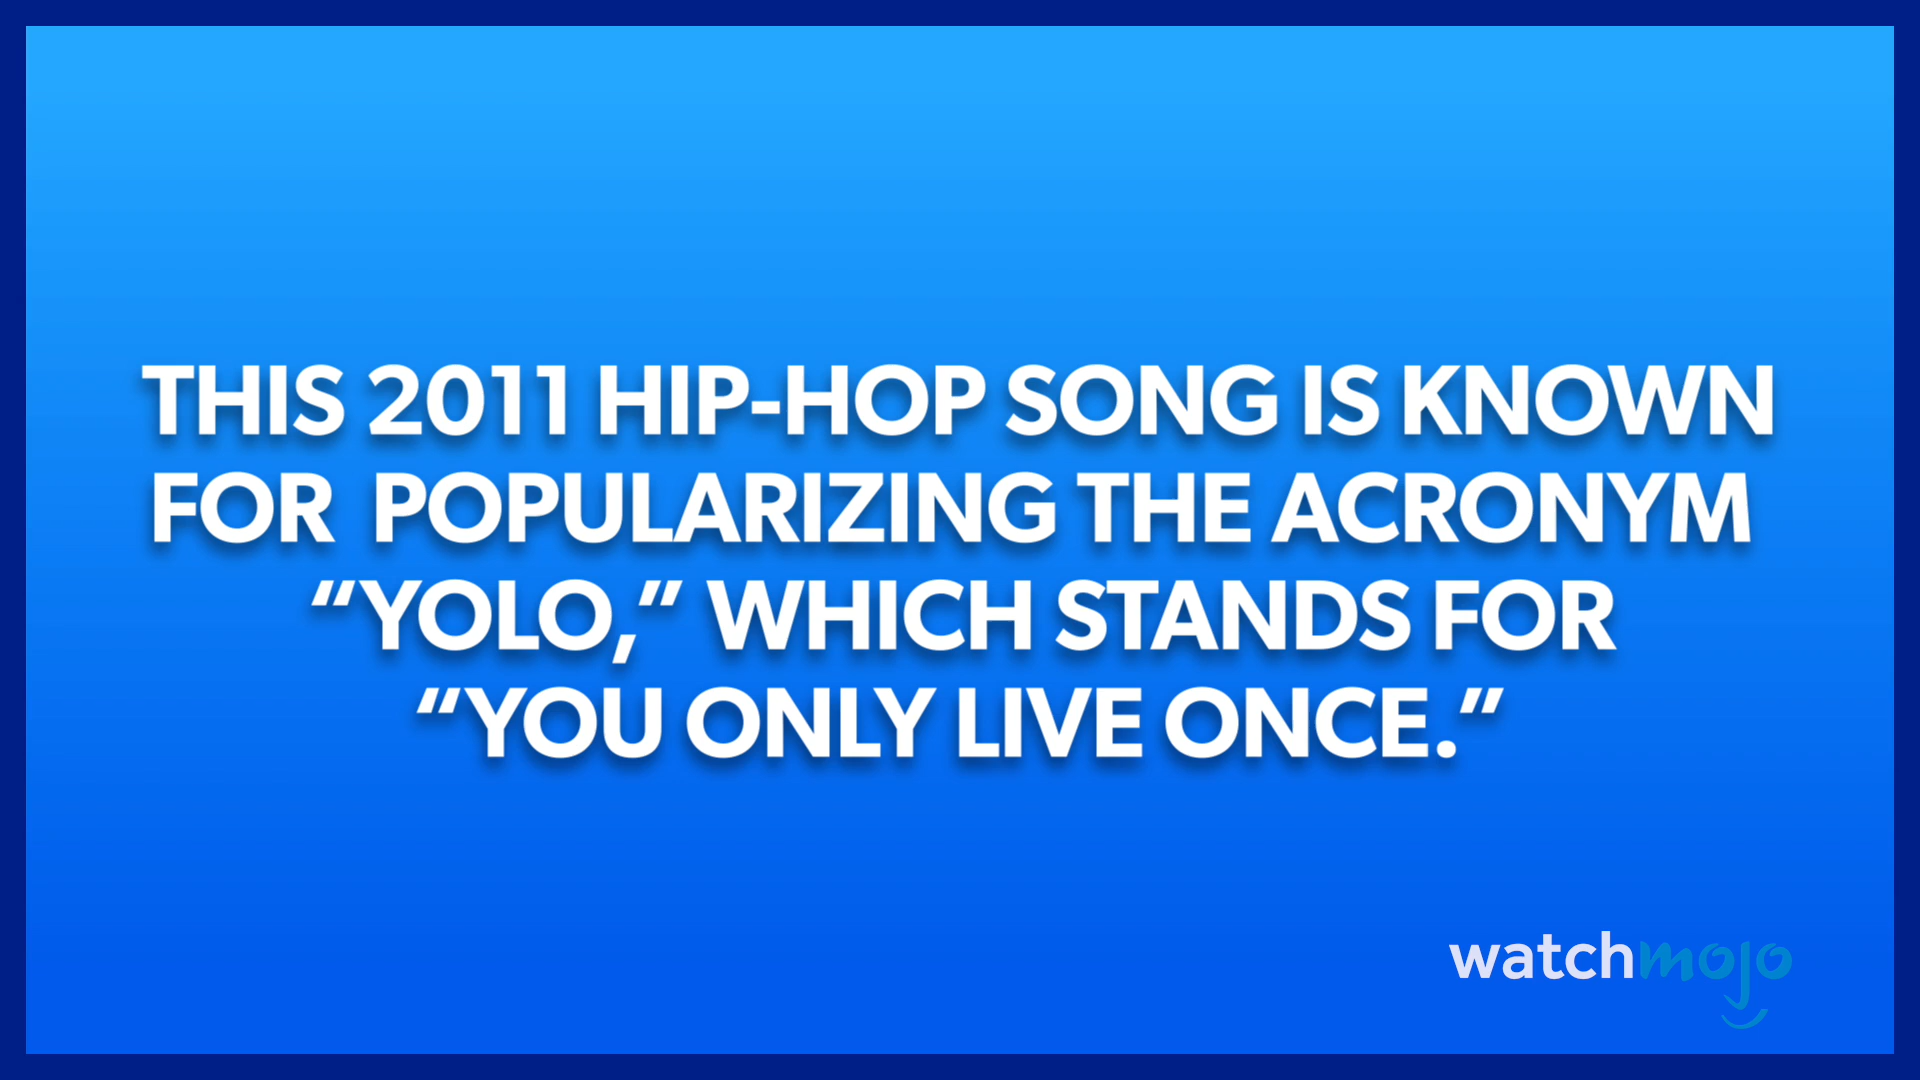 THIS 2011 HIP-HOP SONG IS KNOWN
FOR POPULARIZING THE ACRONYM
“YOLO,” WHICH STANDS FOR
“YOU ONLY LIVE ONCE.”
watchmojo